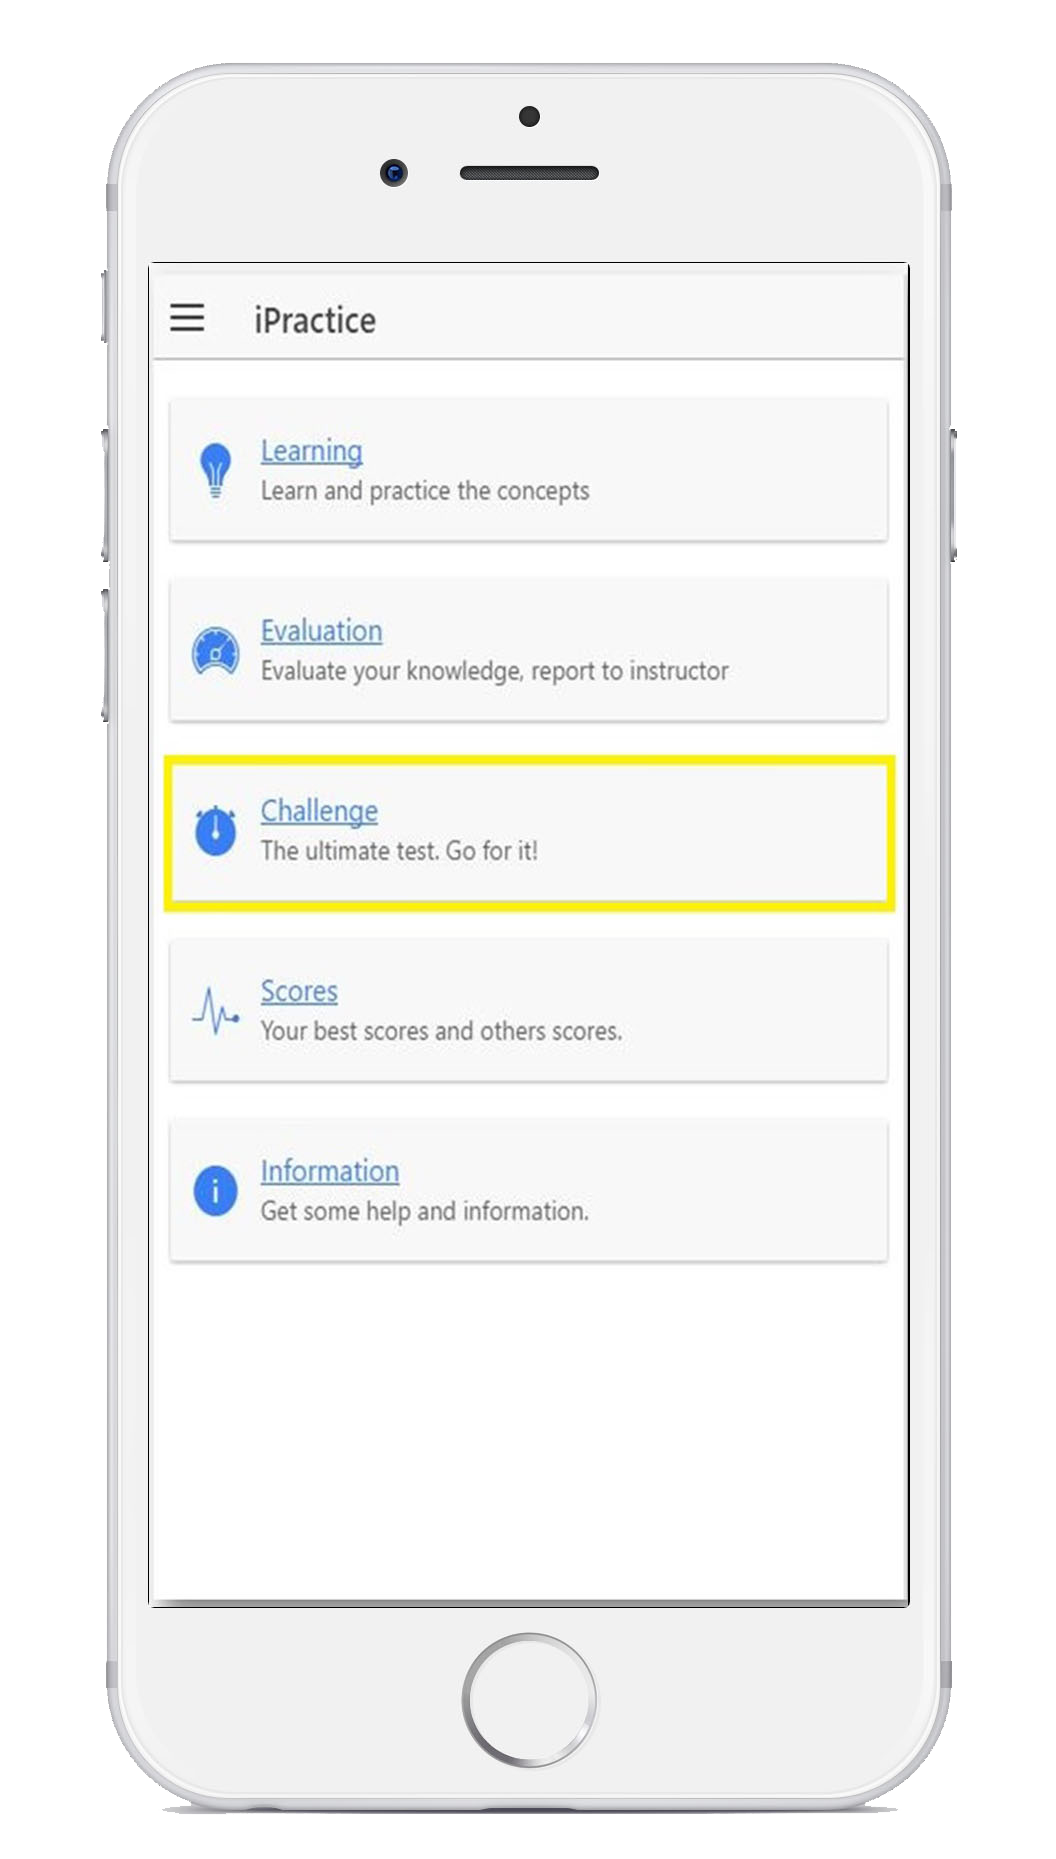 iPractice
Learning
Learn and practice the concepts
Evaluation
Evaluate your knowledge, report to instructor
Challenge
The ultimate test. Go for it!
Scores
Your best scores and others scores.
Information
Get some help and information.